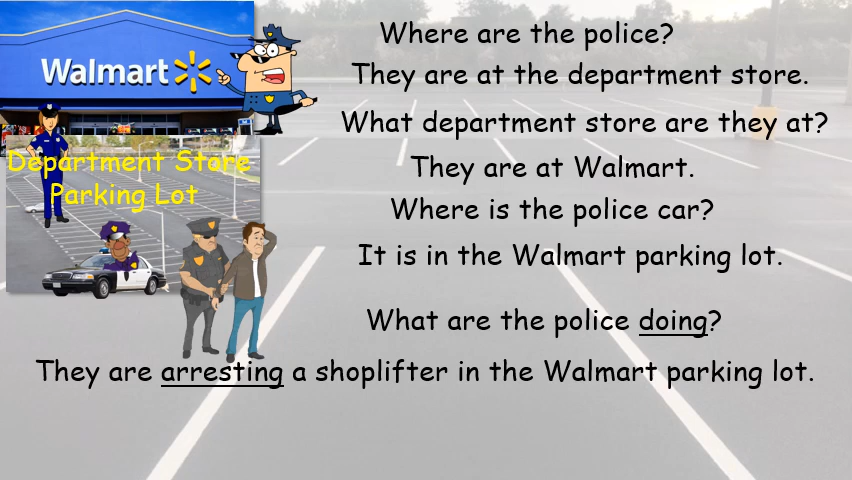 Walmart
Department Store
Parking Lot
Where are the police?
They are at the department store.
What department store are they at?
They are at Walmart.
Where is the police car?
It is in the Walmart parking lot.
What are the police doing?
They are arresting a shoplifter in the Walmart parking lot.